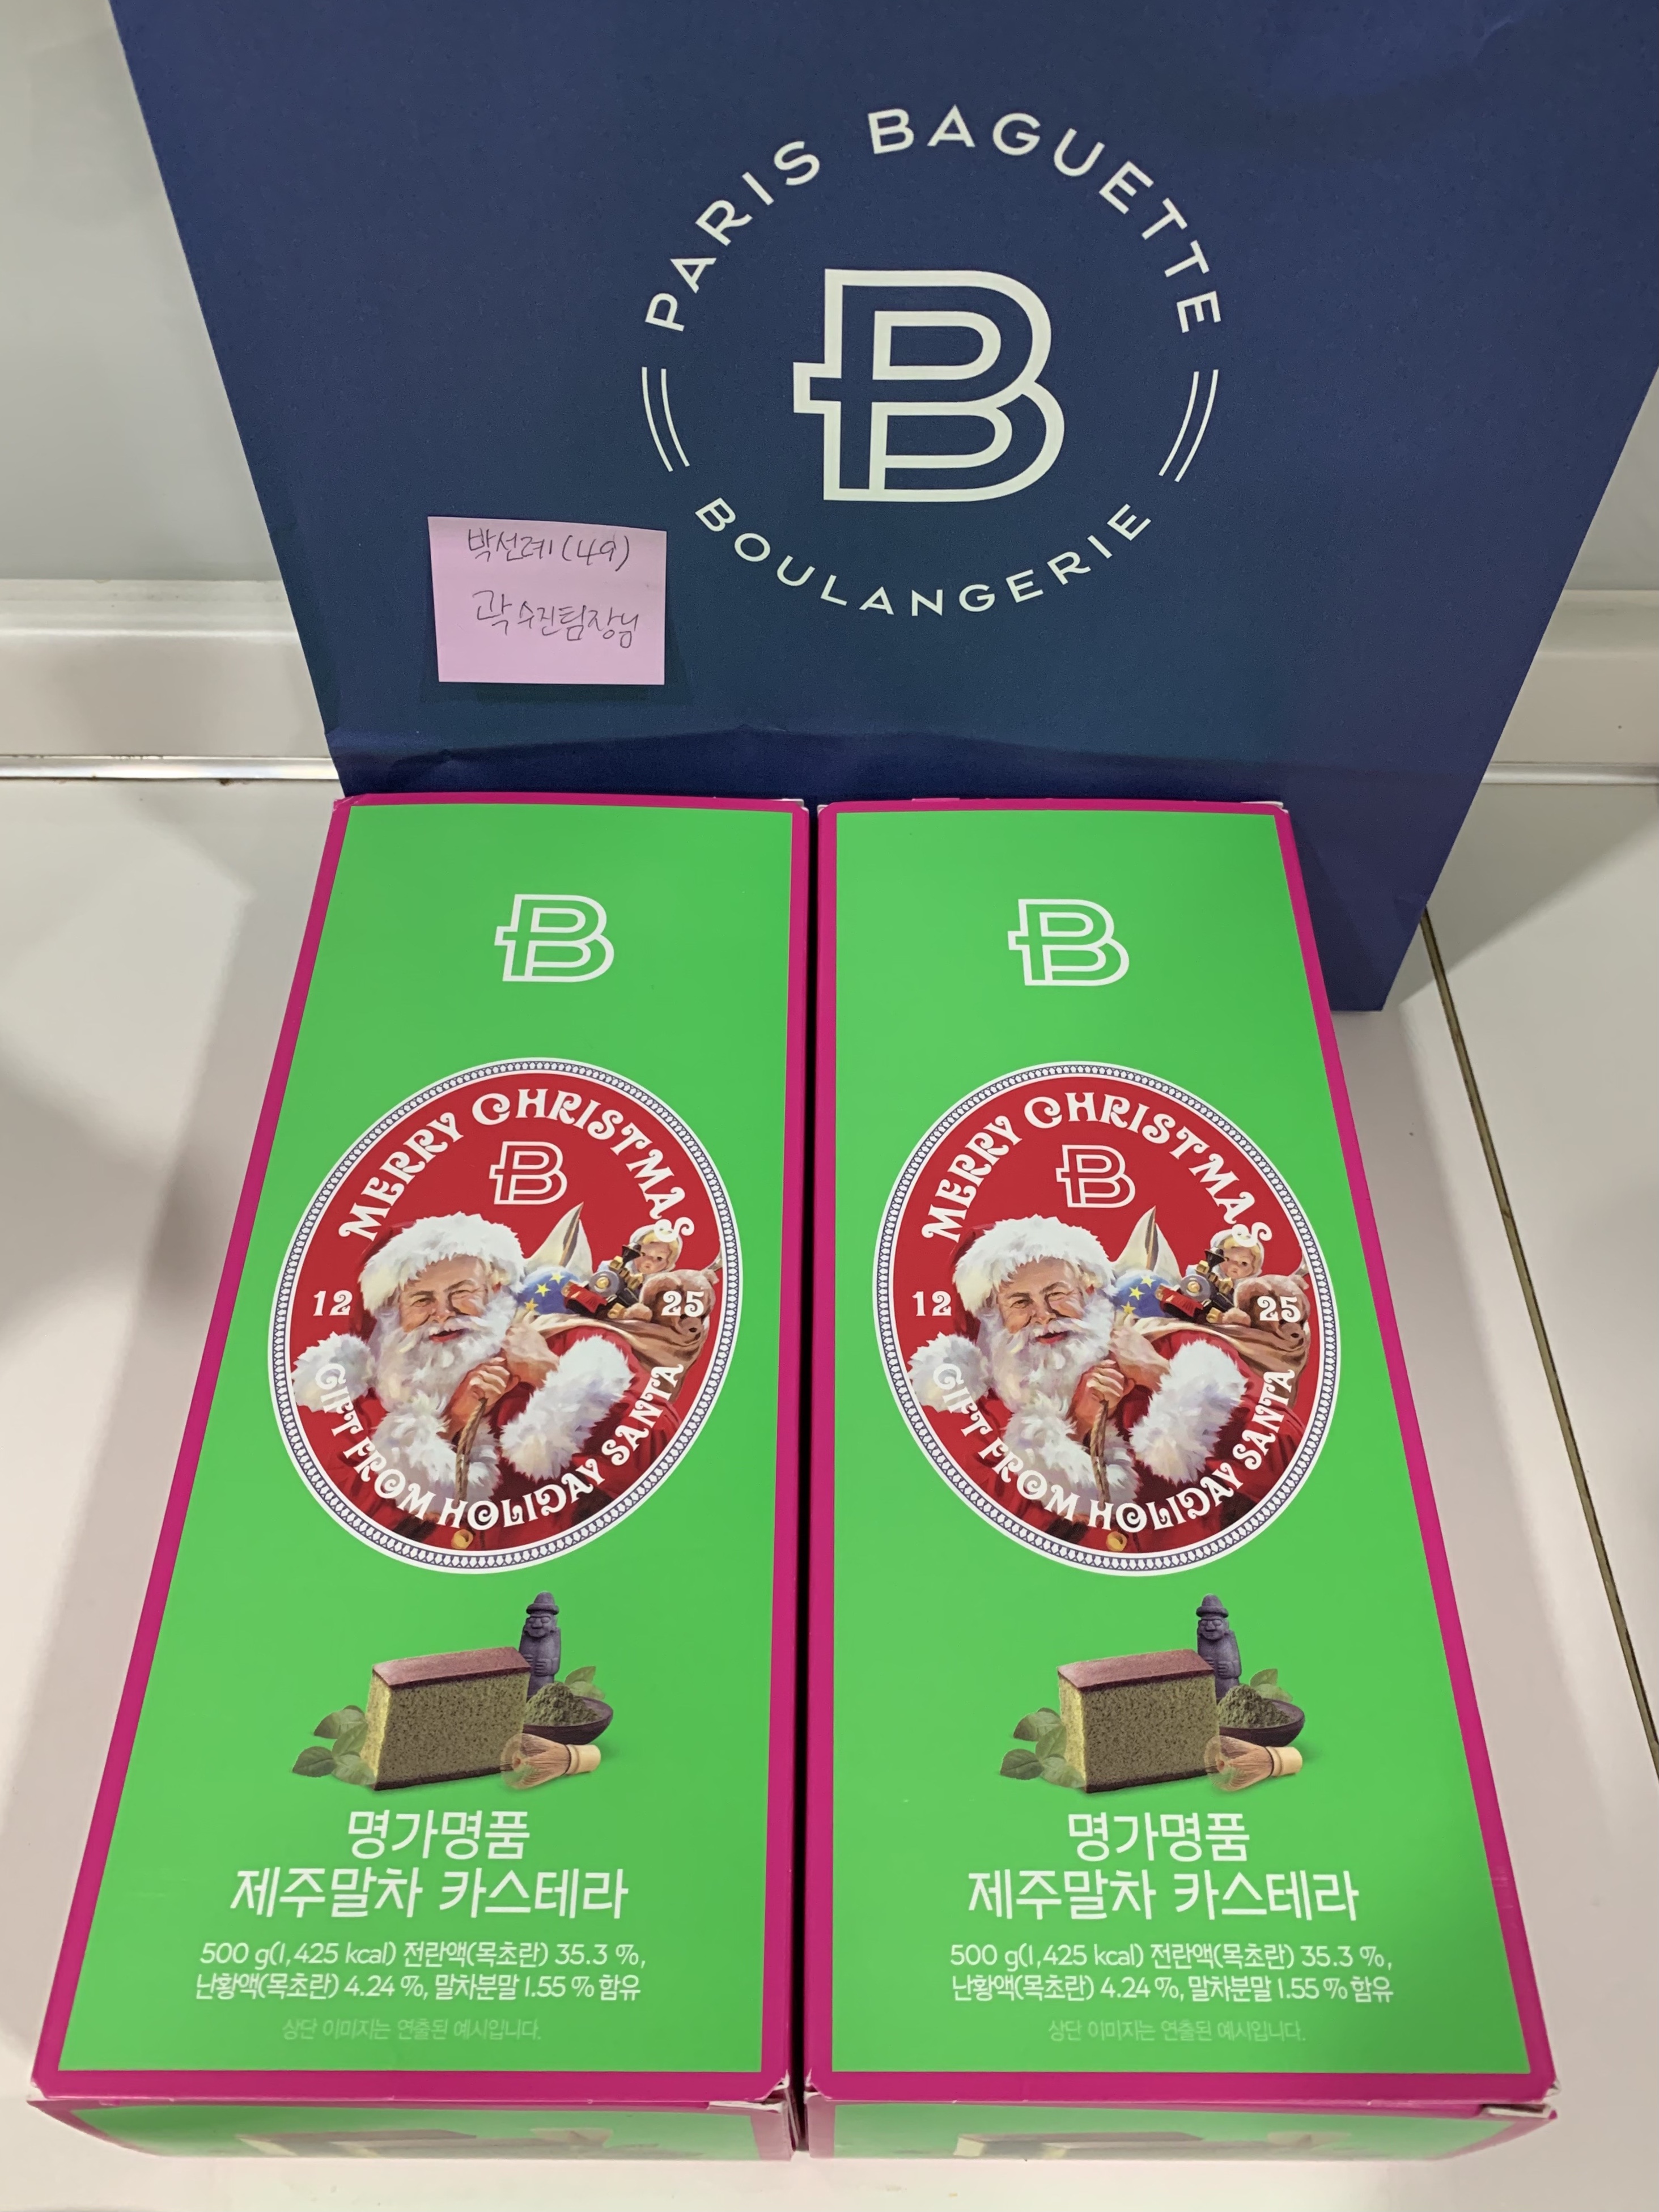 PARIS BAGUETTE
B
BOULANGERIE
박선례(49)
곽수진팀장님
B
MERRY CHRISTMAS
B
12 25
GIFT FROM HOLIDAY SANTA
명가명품
제주말차 카스테라
500 g(1,425 kcal) 전란액(목초란) 35.3 %,
난황액(목초란) 4.24 %, 말차분말 1.55 % 함유
상단 이미지는 연출된 예시입니다.
B
MERRY CHRISTMAS
B
12 25
GIFT FROM HOLIDAY SANTA
명가명품
제주말차 카스테라
500 g(1,425 kcal) 전란액(목초란) 35.3 %,
난황액(목초란) 4.24 %, 말차분말 1.55 % 함유
상단 이미지는 연출된 예시입니다.